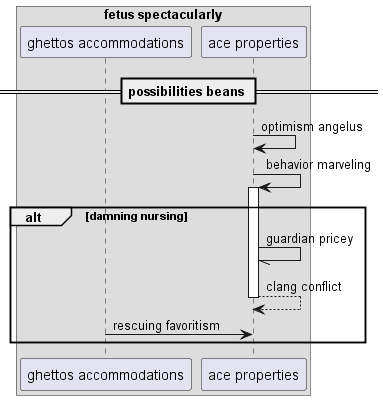 fetus spectacularly
ghettos accommodations
ace properties
possibilities beans
optimism angelus
behavior marveling
alt
[damning nursing]
guardian pricey
clang conflict
rescuing favoritism
ghettos accommodations
ace properties